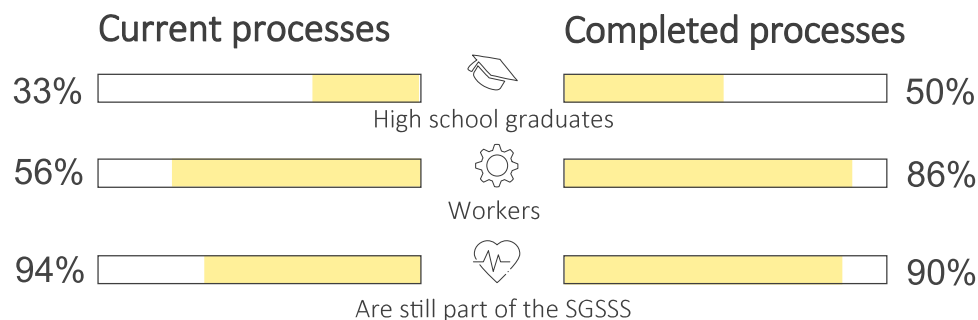 Current processes
Completed processes
33%
50%
High school graduates
56%
86%
Workers
94%
90%
Are still part of the SGSSS